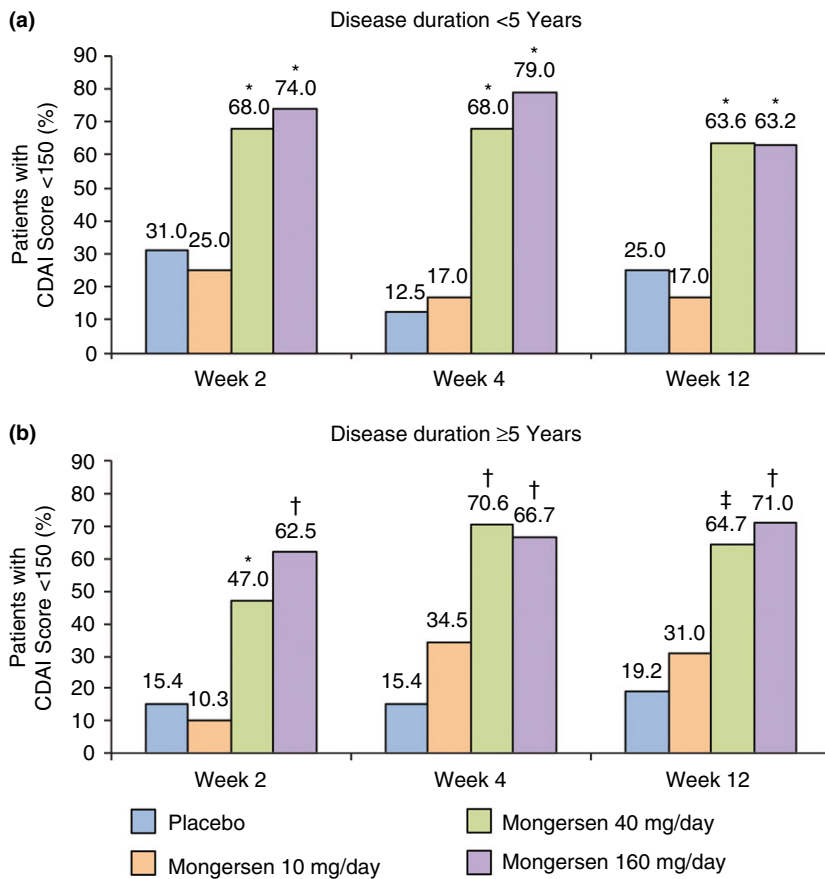 (a) Disease duration <5 Years
Patients with
CDAI Score <150 (%)
90
80
70
60
50
40
30
20
10
0
31.0 25.0 68.0 * 74.0 *
12.5 17.0 68.0 * 79.0 *
25.0 17.0 63.6 * 63.2 *
Week 2 Week 4 Week 12
(b) Disease duration ≥5 Years
Patients with
CDAI Score <150 (%)
90
80
70
60
50
40
30
20
10
0
15.4 10.3 47.0 * 62.5 †
15.4 34.5 70.6 † 66.7 †
19.2 31.0 64.7 ‡ 71.0 †
Week 2 Week 4 Week 12
Placebo
Mongersen 10 mg/day
Mongersen 40 mg/day
Mongersen 160 mg/day